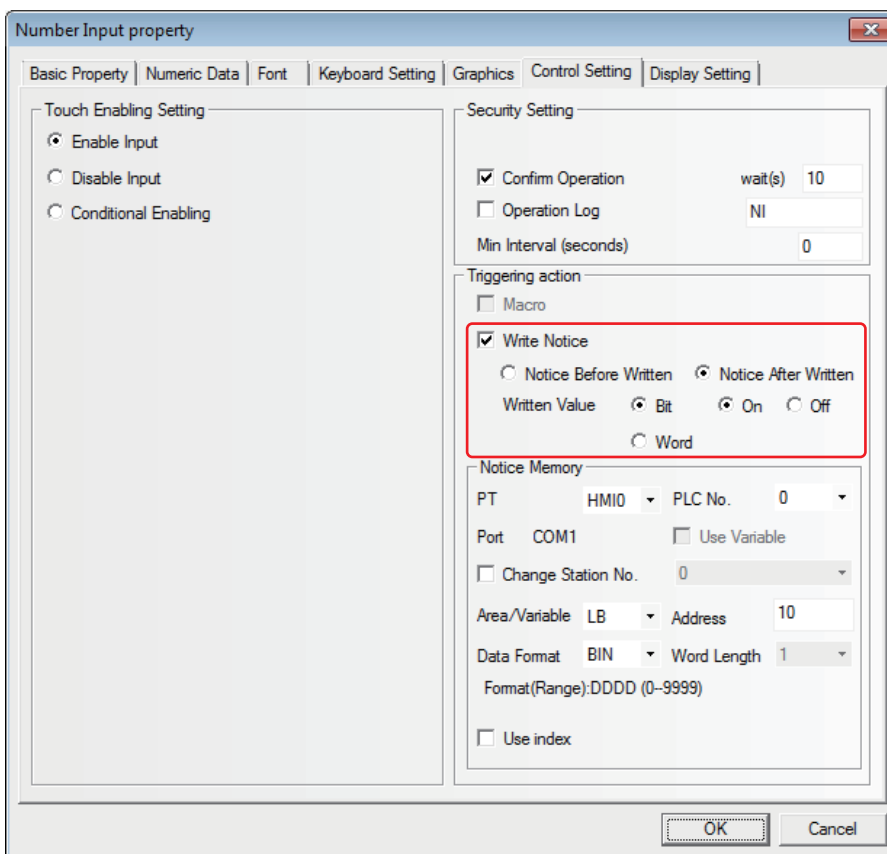 Number Input property
Basic Property Numeric Data Font Keyboard Setting Graphics Control Setting Display Setting
Touch Enabling Setting
Enable Input
Disable Input
Conditional Enabling
Security Setting
Confirm Operation wait(s) 10
Operation Log NI
Min Interval (seconds) 0
Triggering action
Macro
Write Notice
Notice Before Written Notice After Written
Written Value Bit On Off
Word
Notice Memory
PT HMI0 PLC No. 0
Port COM1 Use Variable
Change Station No. 0
Area/Variable LB Address 10
Data Format BIN Word Length 1
Format(Range):DDDD (0--9999)
Use index
OK Cancel